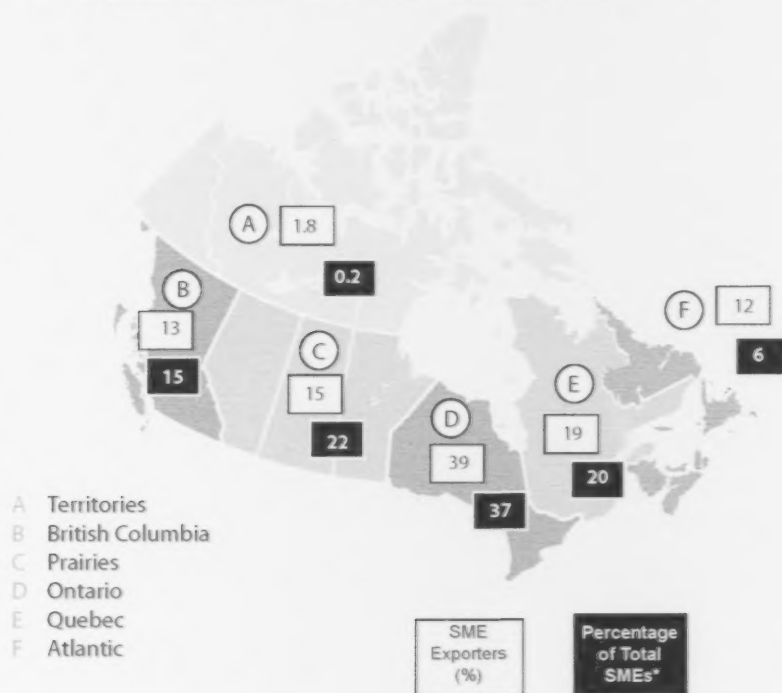 A 1.8
0.2
B
13
15
C
15
22
D
39
37
E
19
20
F 12
6
A Territories
B British Columbia
C Prairies
D Ontario
E Quebec
F Atlantic
SME
Exporters
(%)
Percentage
of Total
SMEs*